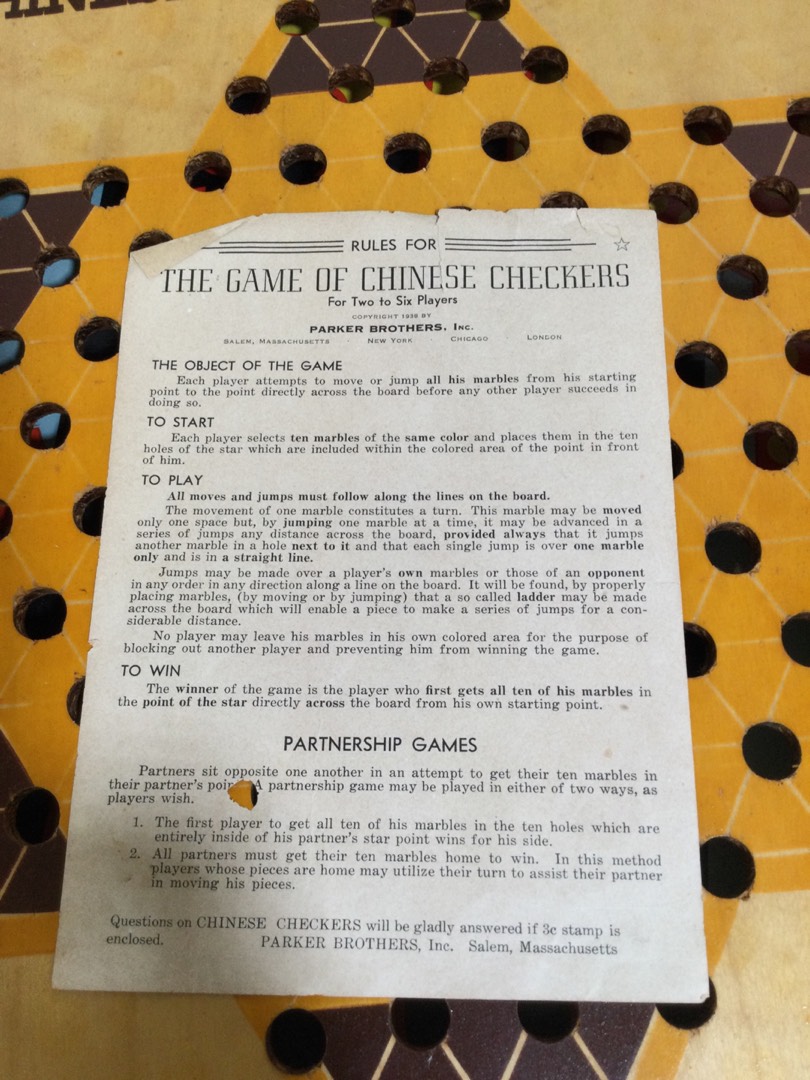 RULES FOR
THE GAME OF CHINESE CHECKERS
For Two to Six Players
COPYRIGHT 1938 BY
PARKER BROTHERS, INC.
SALEM, MASSACHUSETTS NEW YORK CHICAGO LONDON
THE OBJECT OF THE GAME
Each player attempts to move or jump all his marbles from his starting
point to the point directly across the board before any other player succeeds in
doing so.
TO START
Each player selects ten marbles of the same color and places them in the ten
holes of the star which are included within the colored area of the point in front
of him.
TO PLAY
All moves and jumps must follow along the lines on the board.
The movement of one marble constitutes a turn. This marble may be moved
only one space but, by jumping one marble at a time, it may be advanced in a
series of jumps any distance across the board, provided always that it jumps
another marble in a hole next to it and that each single jump is over one marble
only and is in a straight line.
Jumps may be made over a player's own marbles or those of an opponent
in any order in any direction along a line on the board. It will be found, by properly
placing marbles, (by moving or by jumping) that a so called ladder may be made
across the board which will enable a piece to make a series of jumps for a con-
siderable distance.
No player may leave his marbles in his own colored area for the purpose of
blocking out another player and preventing him from winning the game.
TO WIN
The winner of the game is the player who first gets all ten of his marbles in
the point of the star directly across the board from his own starting point.
PARTNERSHIP GAMES
Partners sit opposite one another in an attempt to get their ten marbles in
their partner's A partnership game may be played in either of two ways, as
players wish.
1. The first player to get all ten of his marbles in the ten holes which are
entirely inside of his partner's star point wins for his side.
2. All partners must get their ten marbles home to win. In this method
players whose pieces are home may utilize their turn to assist their partner
in moving his pieces.
Questions on CHINESE CHECKERS will be gladly answered if 3c stamp is
enclosed. PARKER BROTHERS, Inc. Salem, Massachusetts